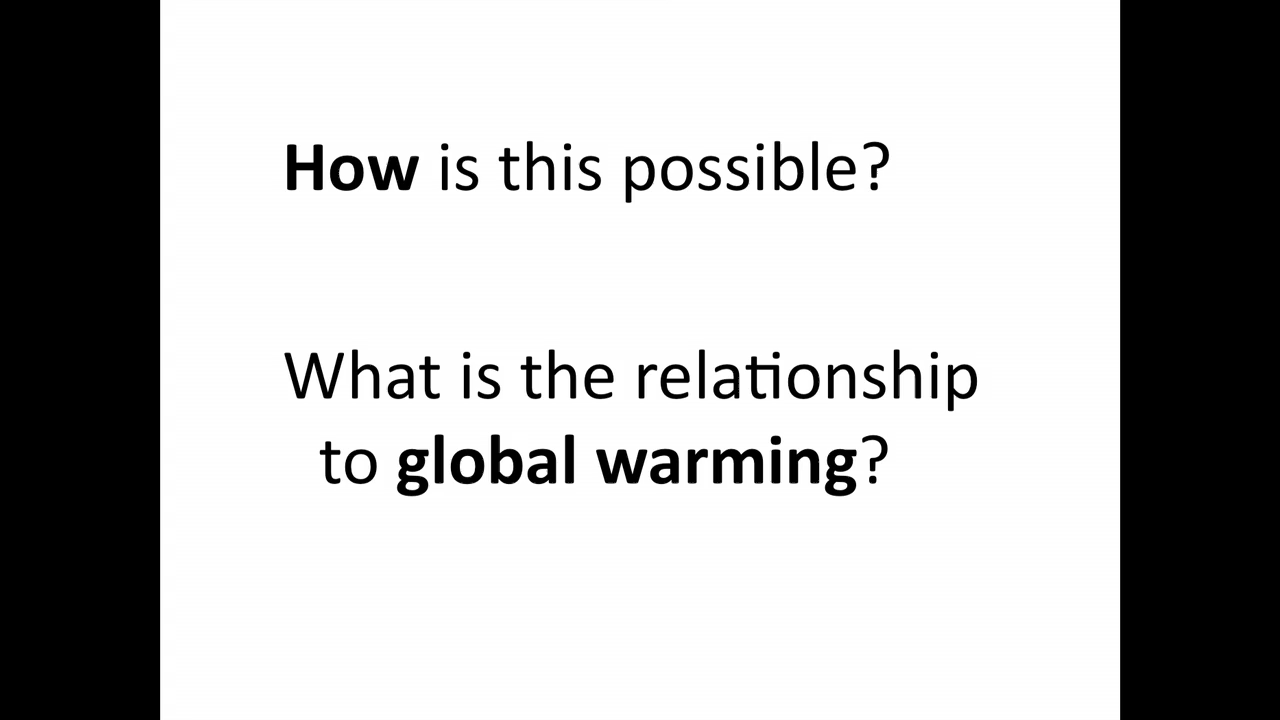 How is this possible?
What is the relationship
to global warming?